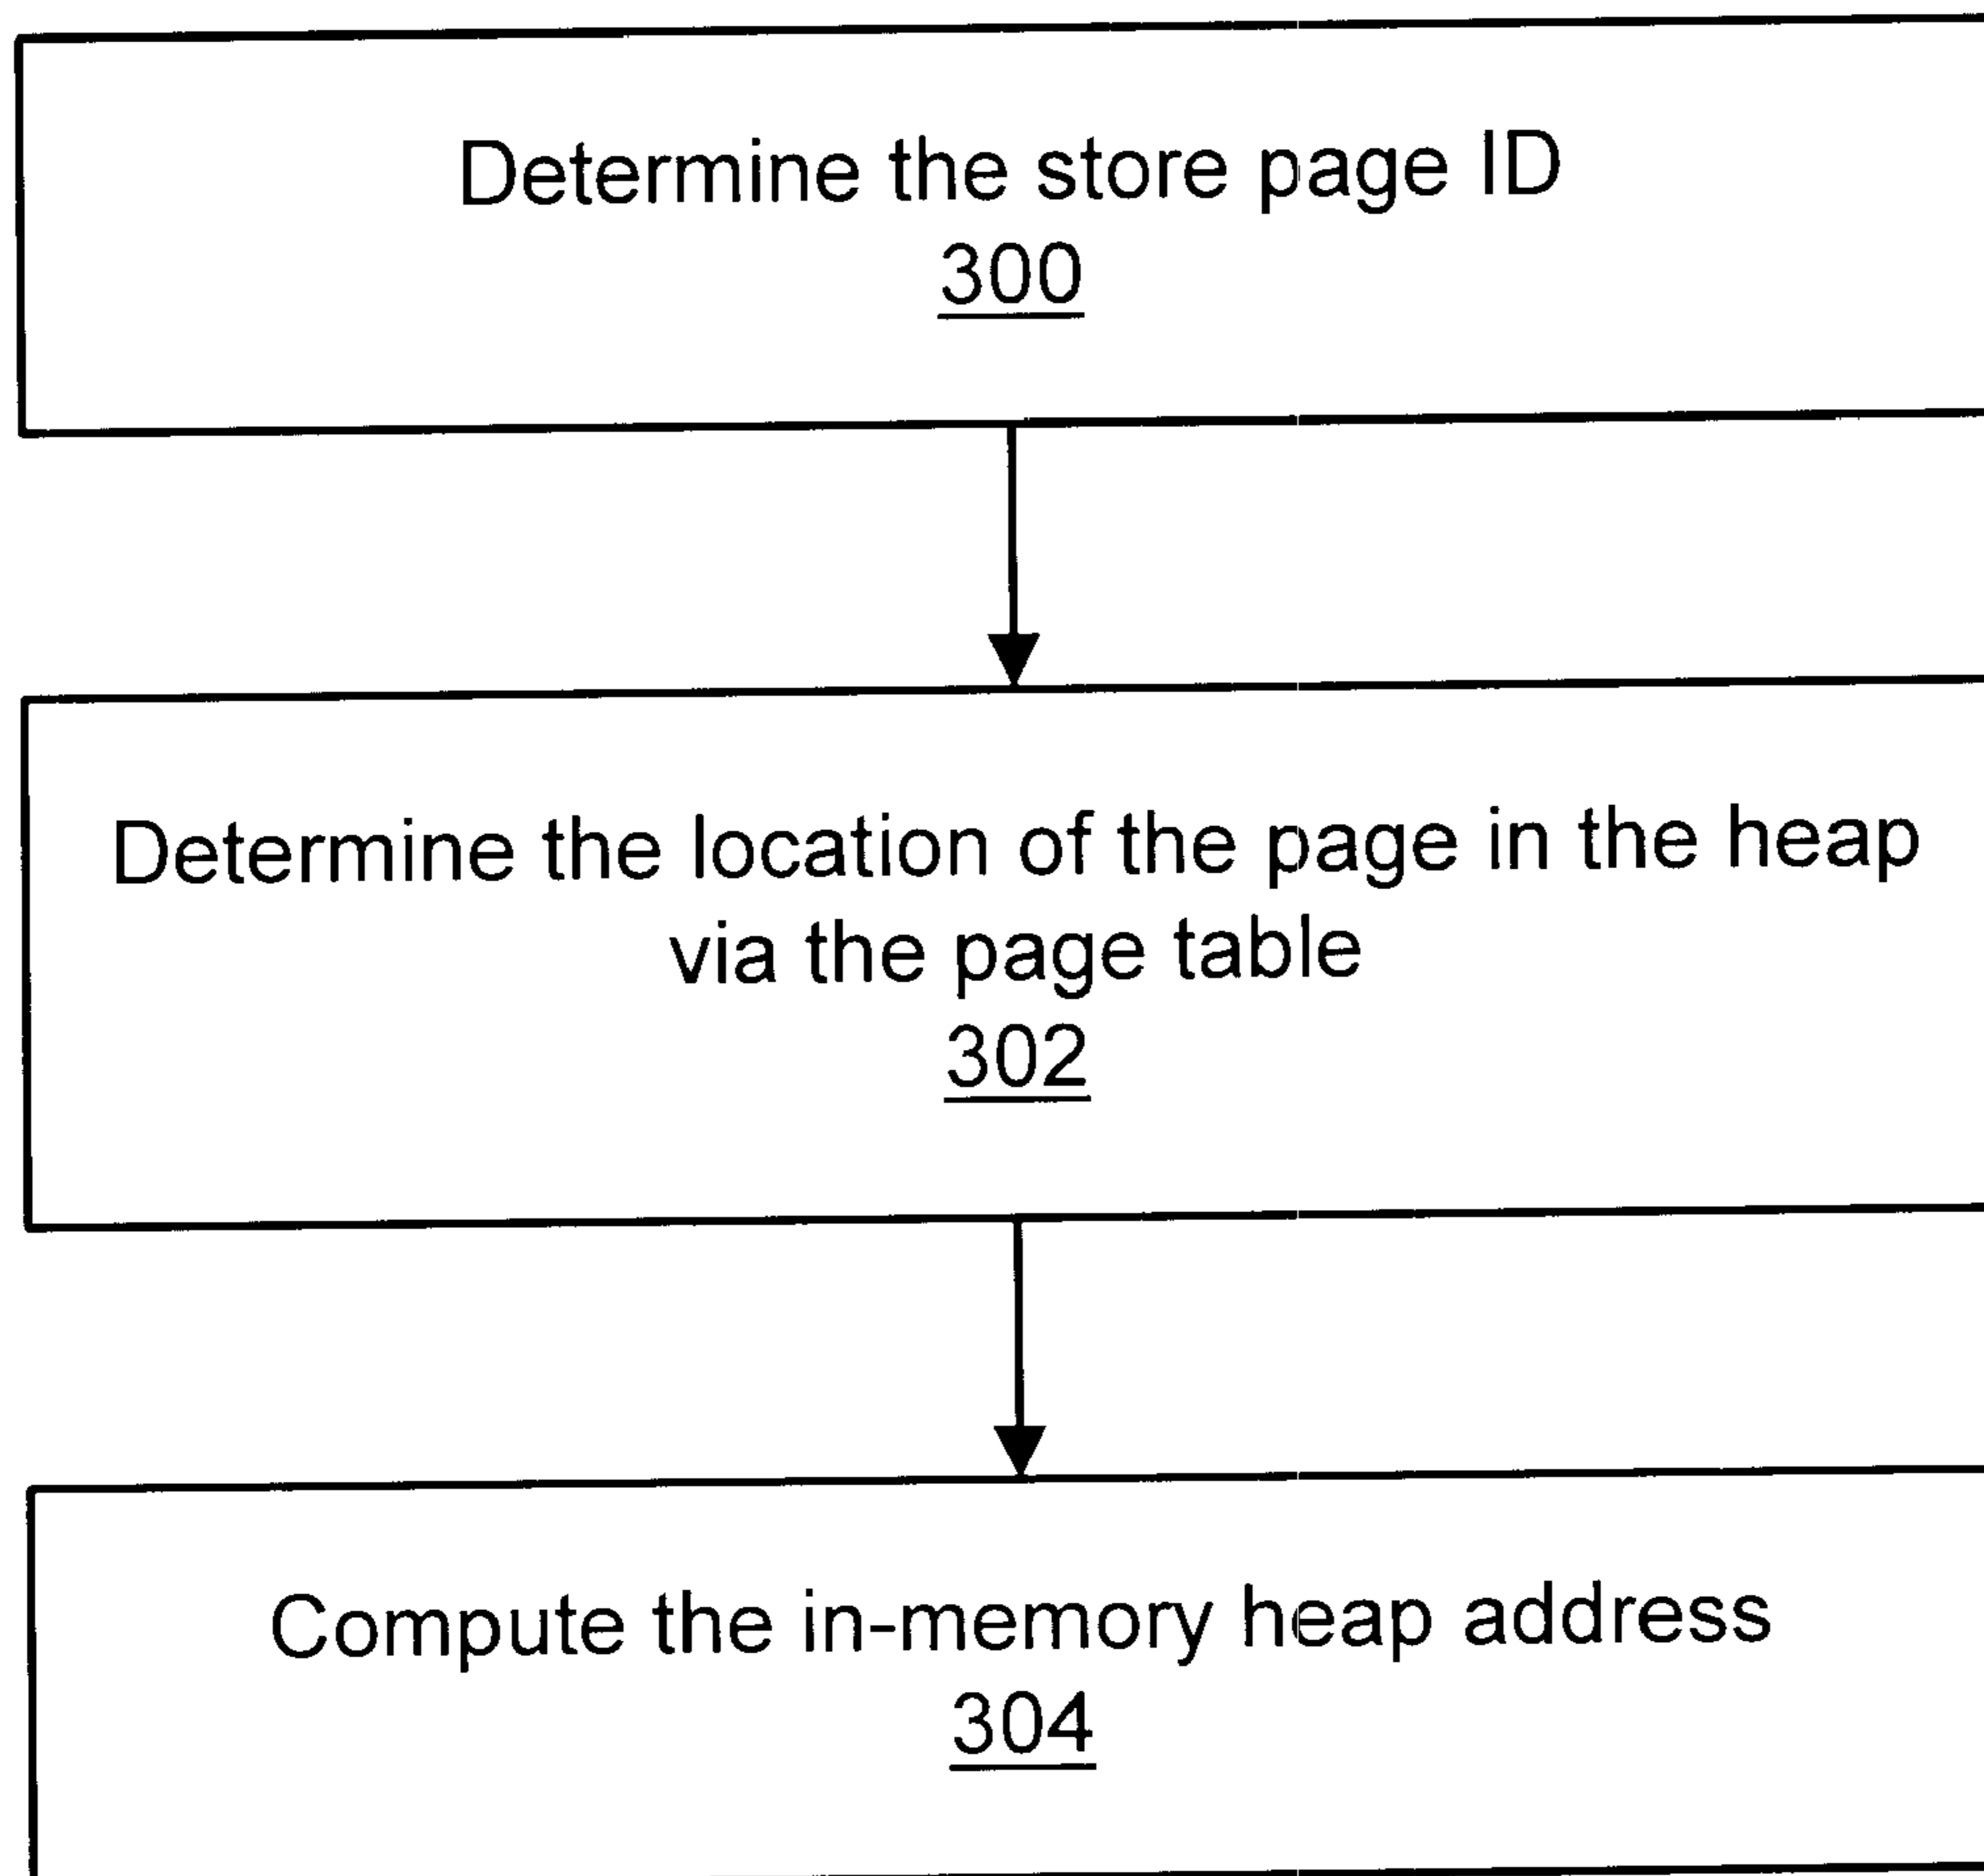 Determine the store page ID
300
Determine the location of the page in the heap
via the page table
302
Compute the in-memory heap address
304